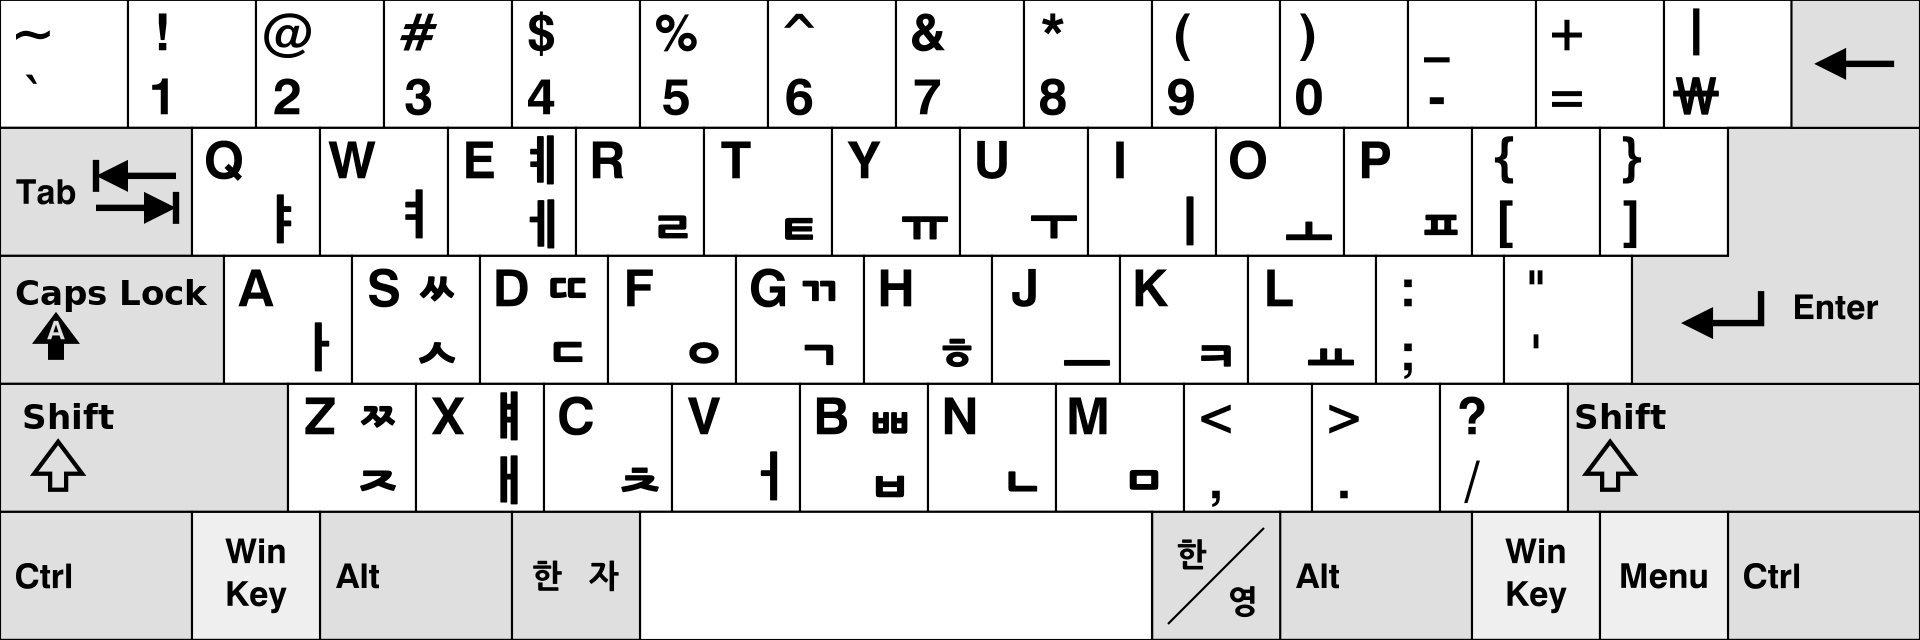 ~ ! @ # $ % ^ & * ( ) _ + |
` 1 2 3 4 5 6 7 8 9 0 - = ₩
Tab Q W E ㅖ R T Y U I O P { }
ㅑ ㅕ ㅔ ㄹ ㅌ ㅠ ㅜ ㅣ ㅗ ㅍ [ ]
Caps Lock A S ㅆ D ㄸ F G ㄲ H J K L : " Enter
A ㅏ ㅅ ㄷ ㅇ ㄱ ㅎ ㅡ ㅋ ㅛ ; '
Shift Z ㅉ X ㅒ C V B ㅃ N M < > ? Shift
ㅈ ㅐ ㅊ ㅓ ㅂ ㄴ ㅁ , . /
Ctrl Win Key Alt 한 자 한/영 Alt Win Key Menu Ctrl